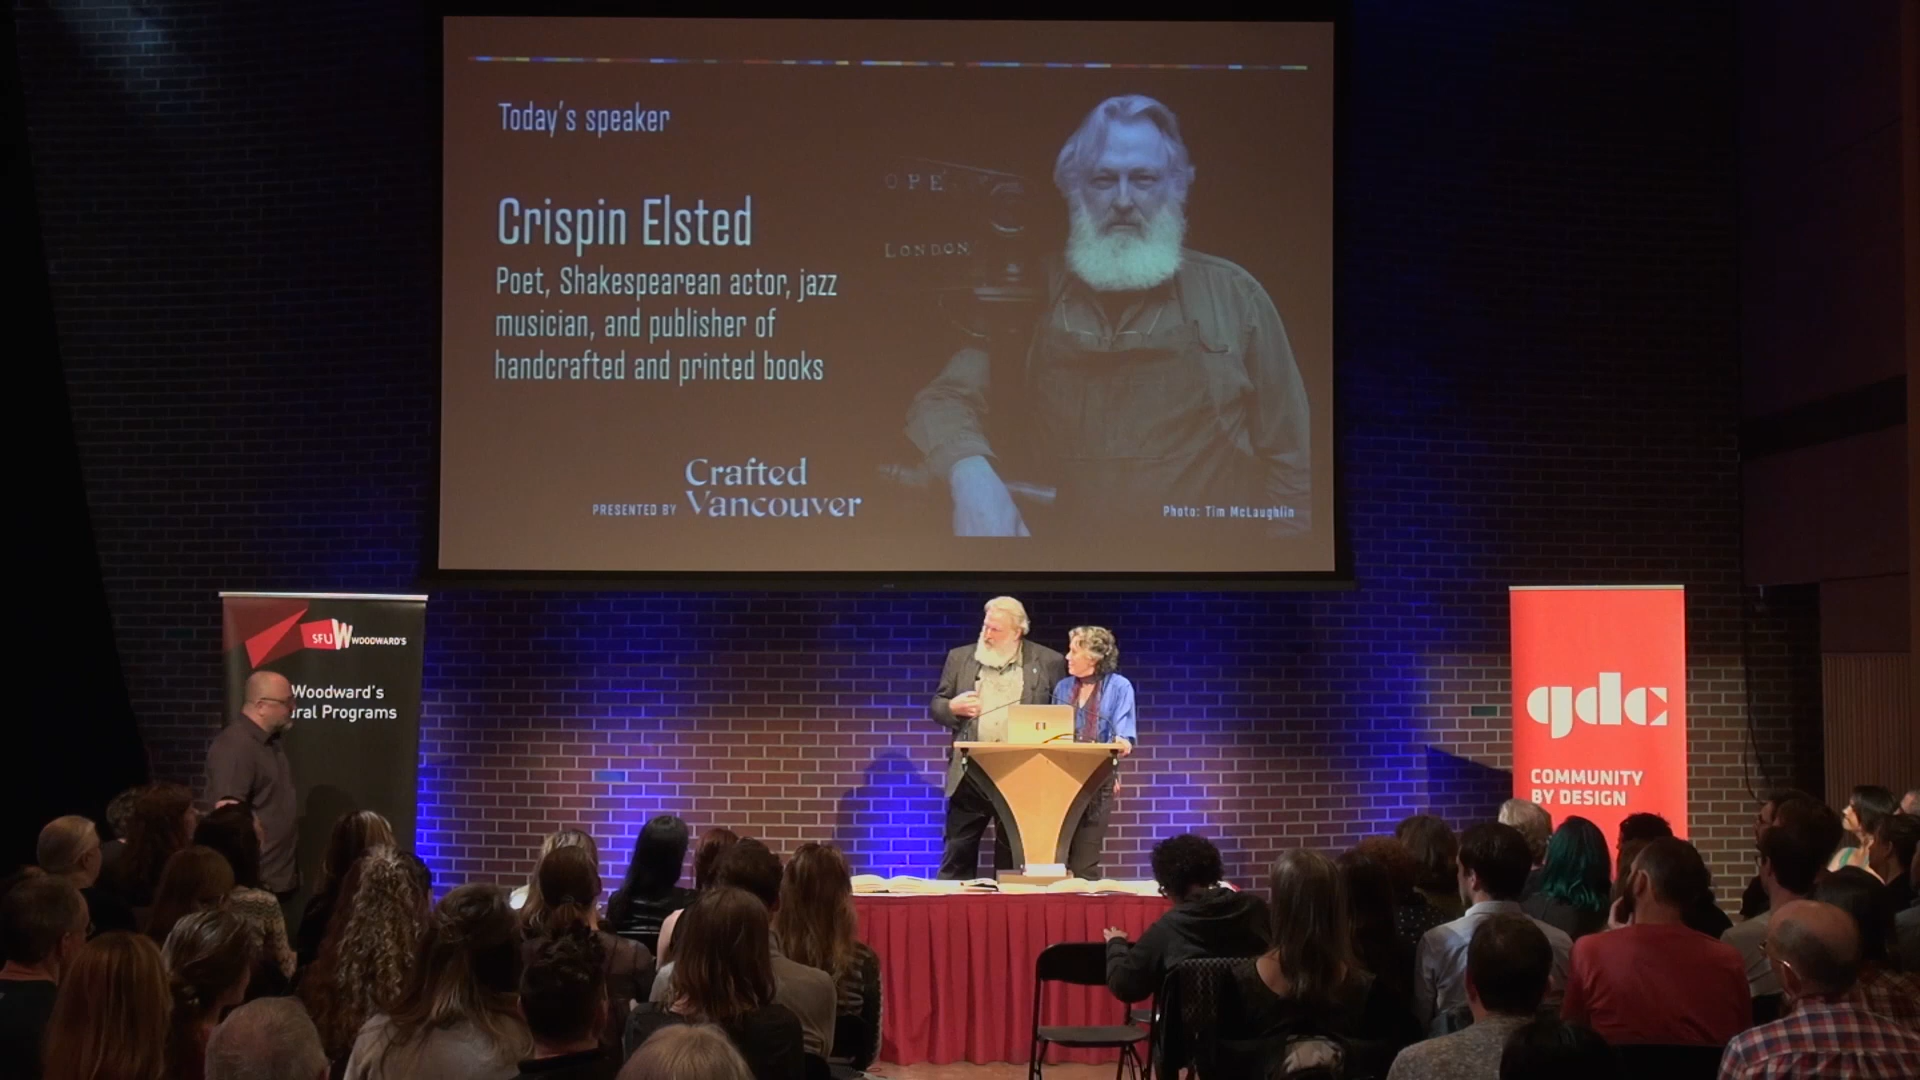 Today's speaker
OPE
LONDON
Crispin Elsted
Poet, Shakespearean actor, jazz
musician, and publisher of
handcrafted and printed books
PRESENTED BY Crafted
Vancouver
Photo: Tim McLaughlin
SFU W WOODWARD'S
Woodward's
ral Programs
gdc
COMMUNITY
BY DESIGN